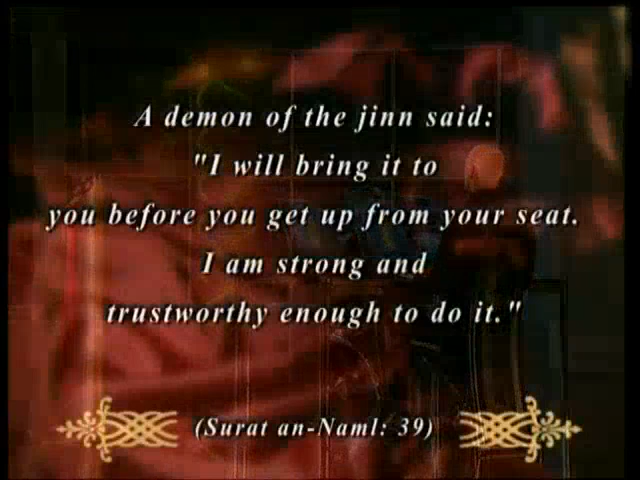 A demon of the jinn said:
"I will bring it to
you before you get up from your seat.
I am strong and
trustworthy enough to do it."
(Surat an-Naml: 39)